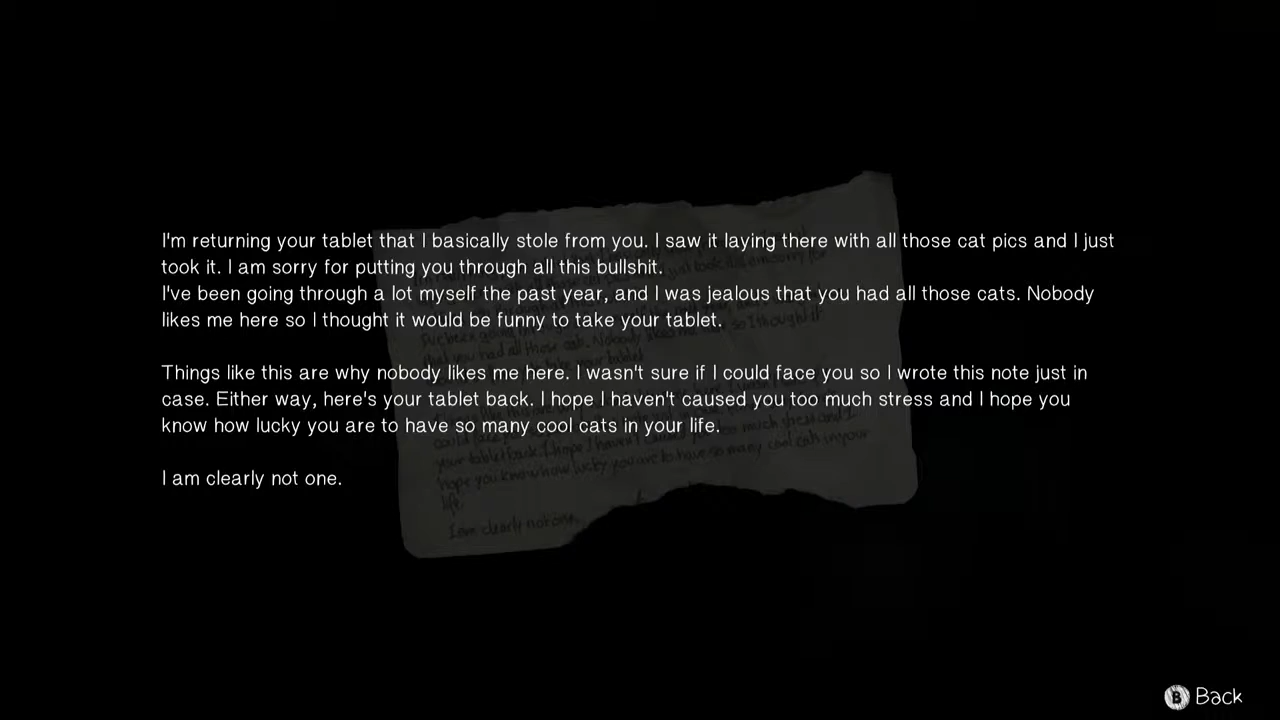 I'm returning your tablet that I basically stole from you. I saw it laying there with all those cat pics and I just
took it. I am sorry for putting you through all this bullshit.
I've been going through a lot myself the past year, and I was jealous that you had all those cats. Nobody
likes me here so I thought it would be funny to take your tablet.
Things like this are why nobody likes me here. I wasn't sure if I could face you so I wrote this note just in
case. Either way, here's your tablet back. I hope I haven't caused you too much stress and I hope you
know how lucky you are to have so many cool cats in your life.
I am clearly not one.
B Back